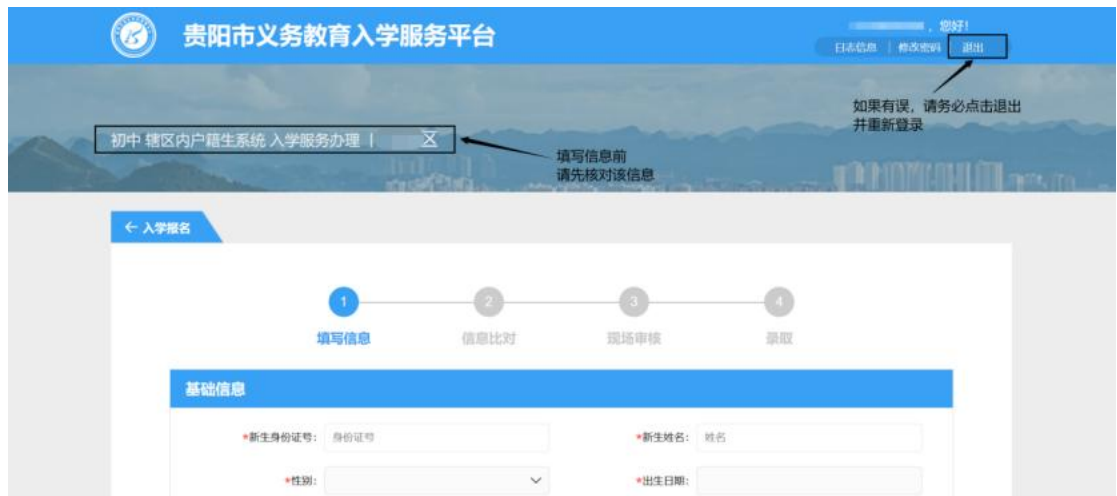 贵阳市义务教育入学服务平台
，您好!
日志信息 | 修改密码 退出
如果有误，请务必点击退出
并重新登录
初中 辖区内户籍生系统 入学服务办理 | 区
填写信息前
请先核对该信息
← 入学报名
1 2 3 4
填写信息 信息比对 现场审核 录取
基础信息
*新生身份证号: 身份证号 *新生姓名: 姓名
*性别: *出生日期: